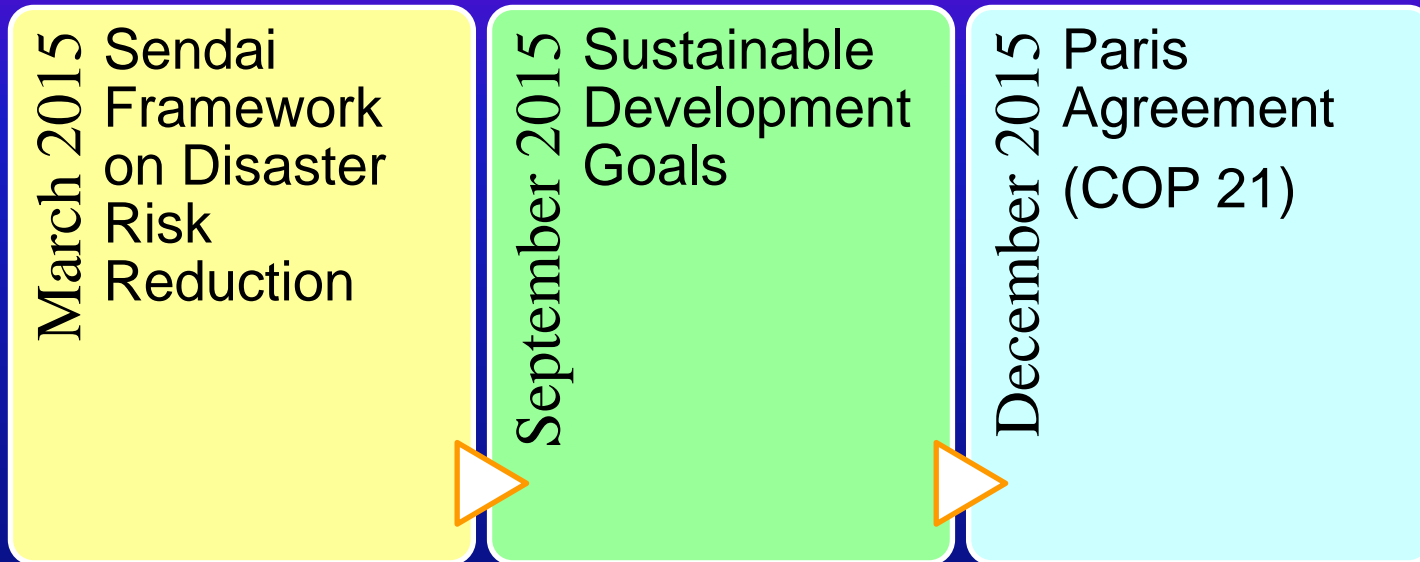 March 2015
Sendai
Framework
on Disaster
Risk
Reduction
September 2015
Sustainable
Development
Goals
December 2015
Paris
Agreement
(COP 21)